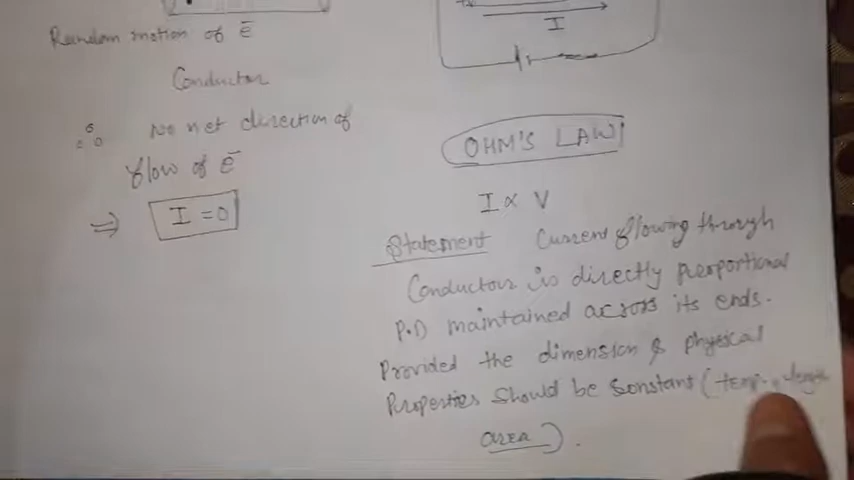 Random motion of e̅
Conductor
∴ No net direction of
flow of e̅
⇒ I = 0
I
OHM'S LAW
I ∝ V
Statement Current flowing through
Conductor is directly proportional
P.D maintained across its ends.
Provided the dimension & physical
Properties should be constant (temp., length
area).